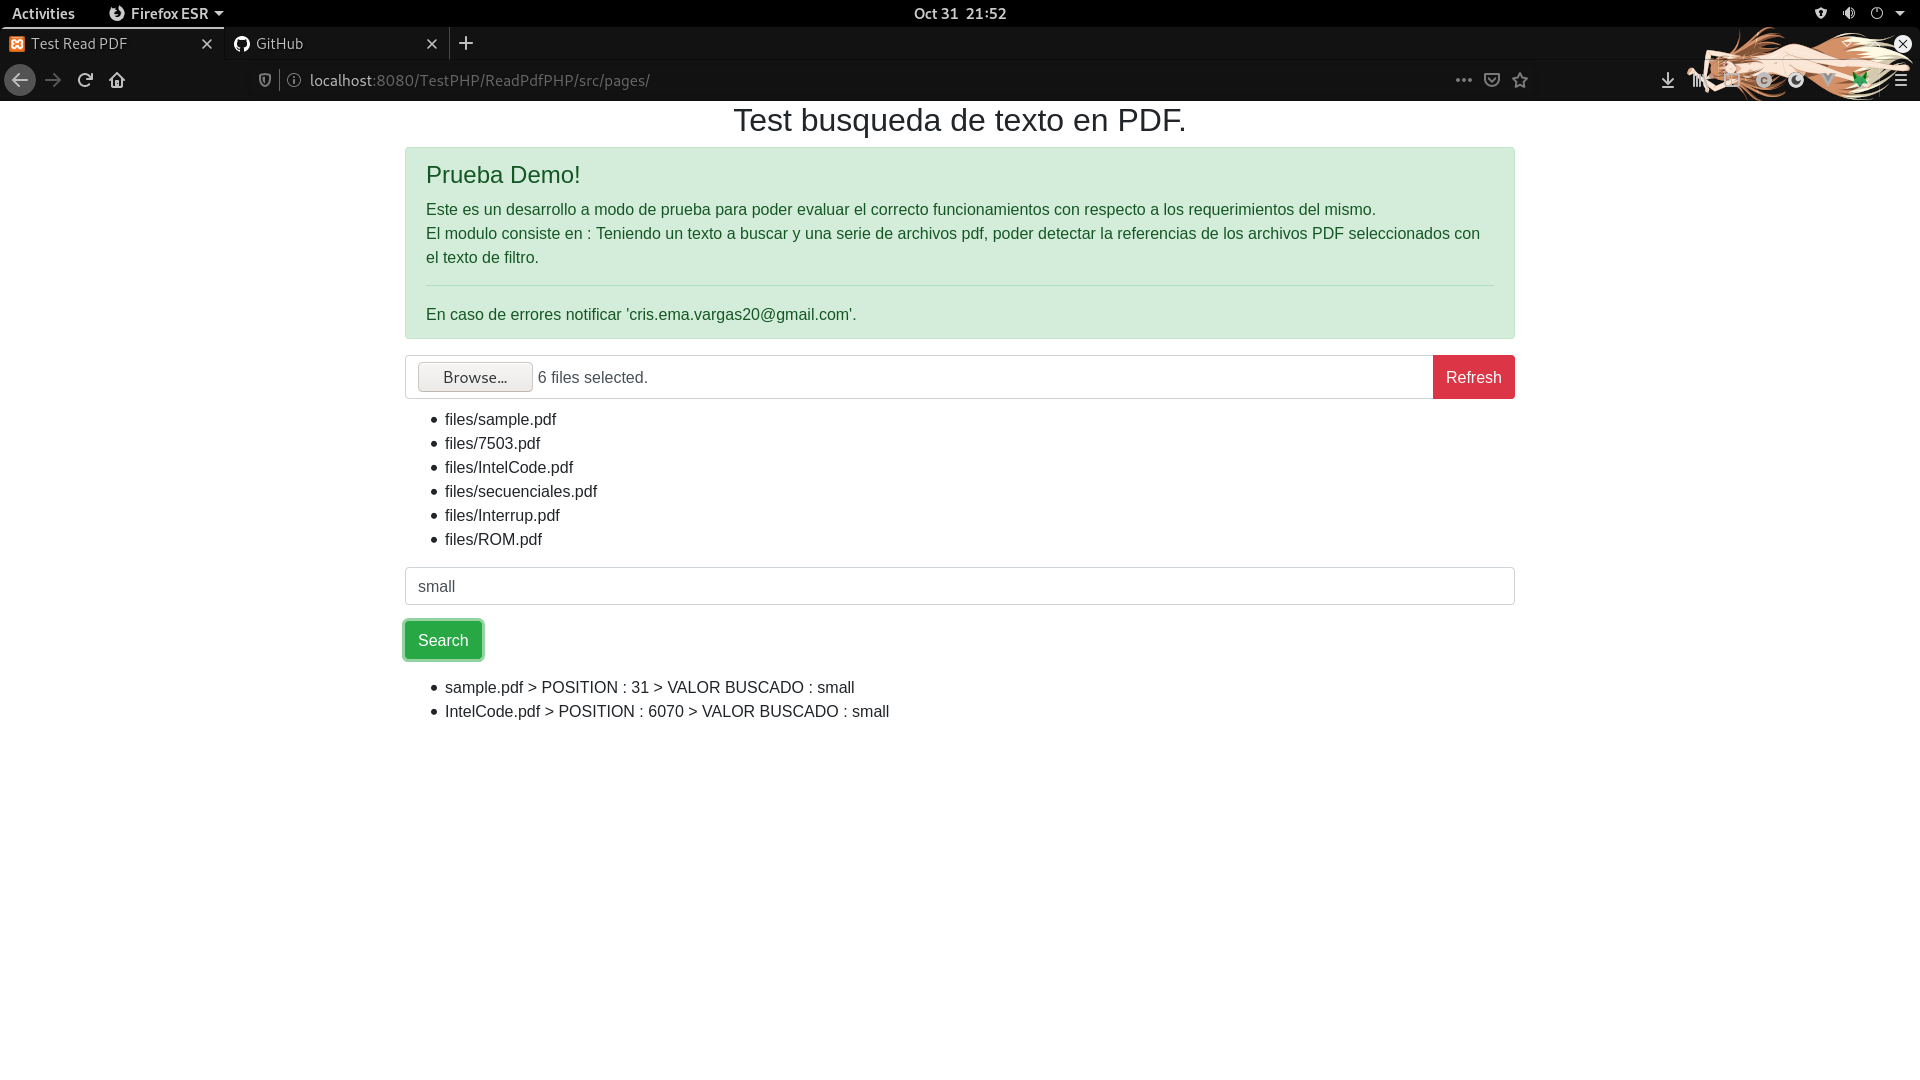 Activities
Firefox ESR
Oct 31 21:52
Test Read PDF
GitHub
localhost:8080/TestPHP/ReadPdfPHP/src/pages/
Test busqueda de texto en PDF.
Prueba Demo!
Este es un desarrollo a modo de prueba para poder evaluar el correcto funcionamientos con respecto a los requerimientos del mismo.
El modulo consiste en : Teniendo un texto a buscar y una serie de archivos pdf, poder detectar la referencias de los archivos PDF seleccionados con
el texto de filtro.
En caso de errores notificar 'cris.ema.vargas20@gmail.com'.
Browse...
6 files selected.
Refresh
files/sample.pdf
files/7503.pdf
files/IntelCode.pdf
files/secuenciales.pdf
files/Interrup.pdf
files/ROM.pdf
small
Search
sample.pdf > POSITION : 31 > VALOR BUSCADO : small
IntelCode.pdf > POSITION : 6070 > VALOR BUSCADO : small